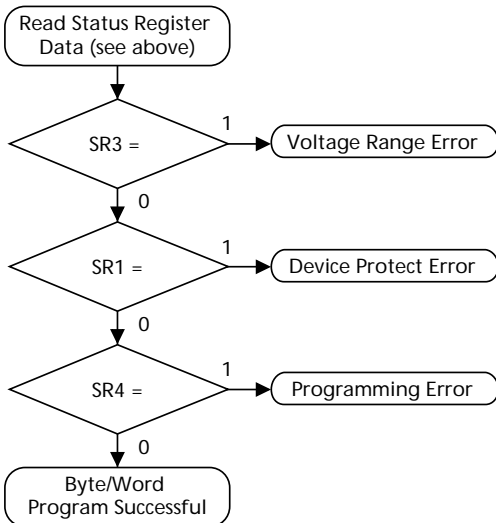 Read Status Register
Data (see above)
1
SR3 =
Voltage Range Error
0
1
SR1 =
Device Protect Error
0
1
SR4 =
Programming Error
0
Byte/Word
Program Successful